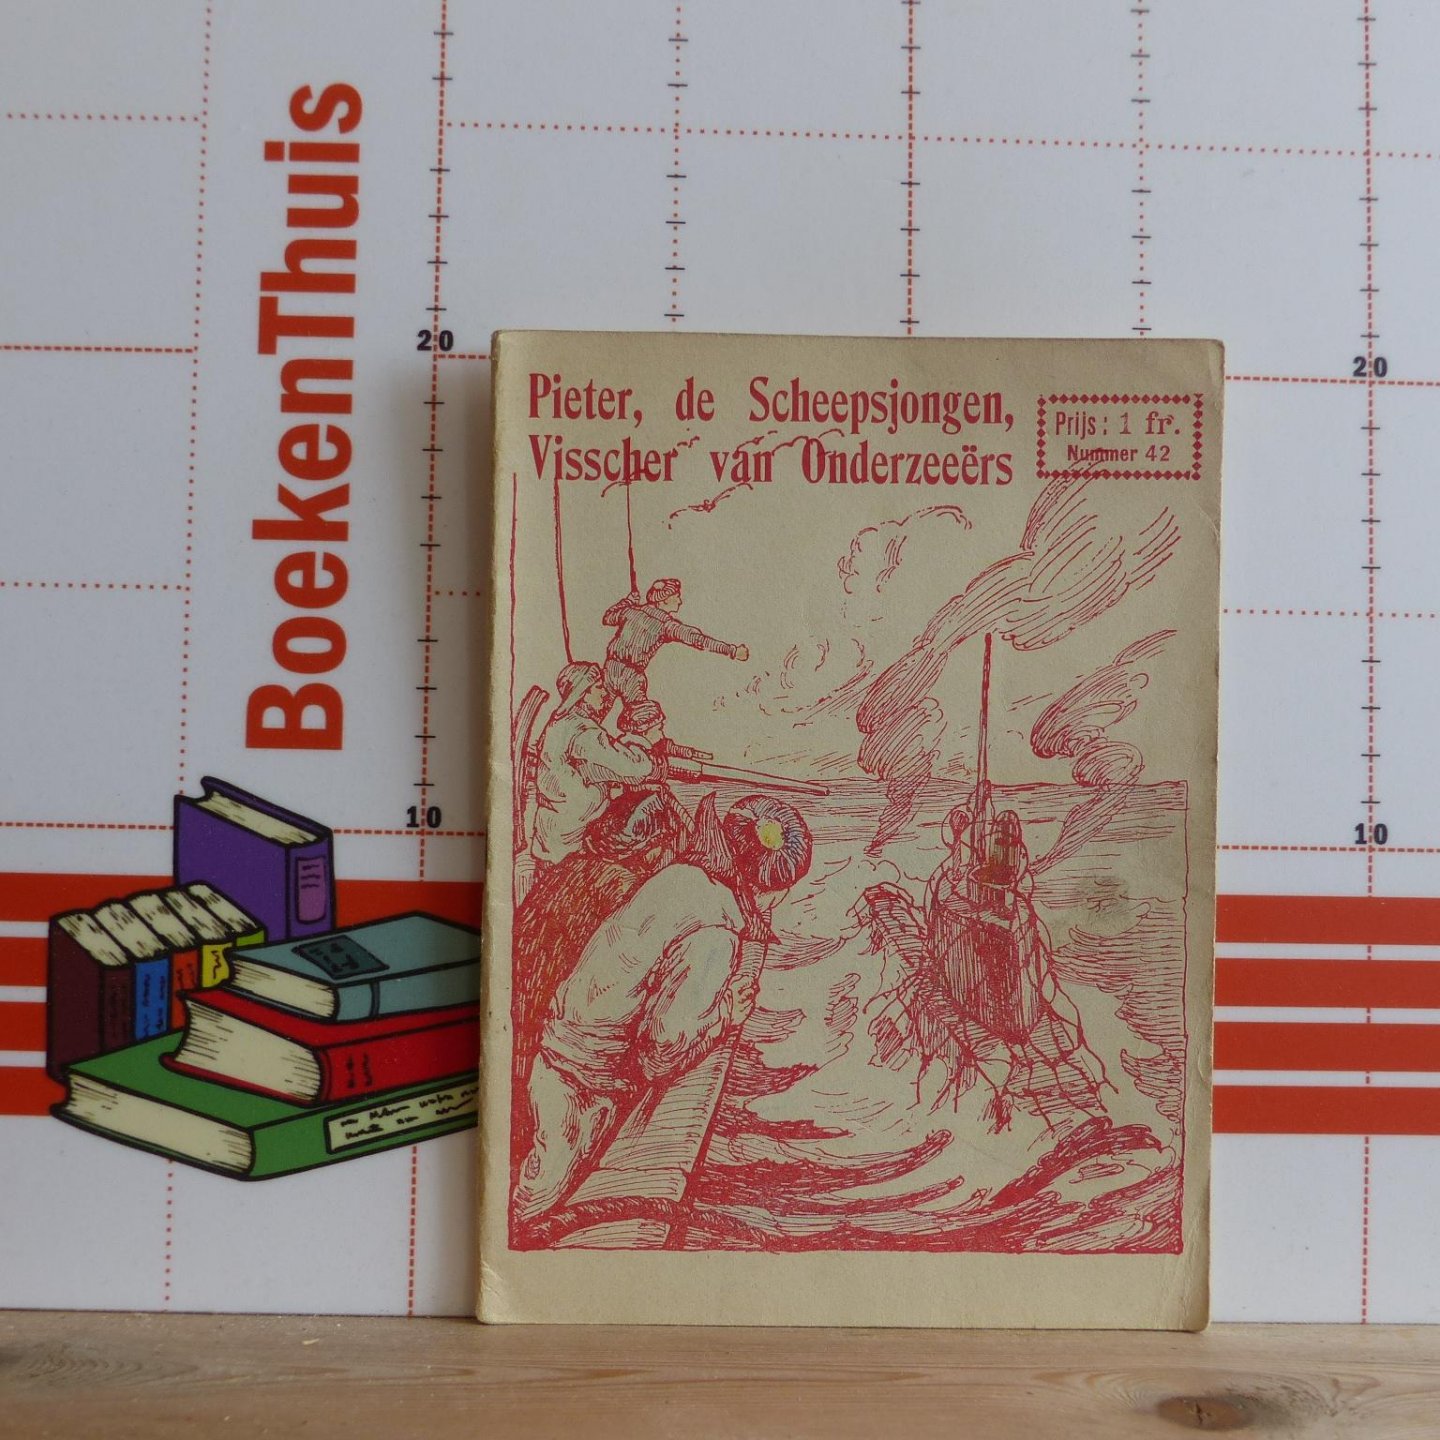 BoekenThuis
20
20
10
10
Pieter, de Scheepsjongen,
Visscher van Onderzeeërs
Prijs: 1 fr.
Nummer 42